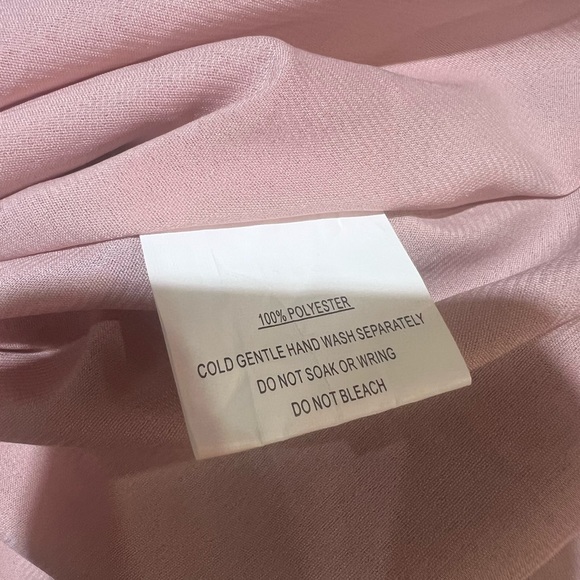 100% POLYESTER
COLD GENTLE HAND WASH SEPARATELY
DO NOT SOAK OR WRING
DO NOT BLEACH